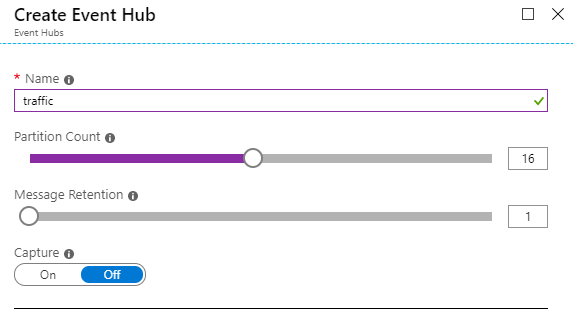 Create Event Hub
Event Hubs
* Name
traffic
Partition Count
16
Message Retention
1
Capture
On Off